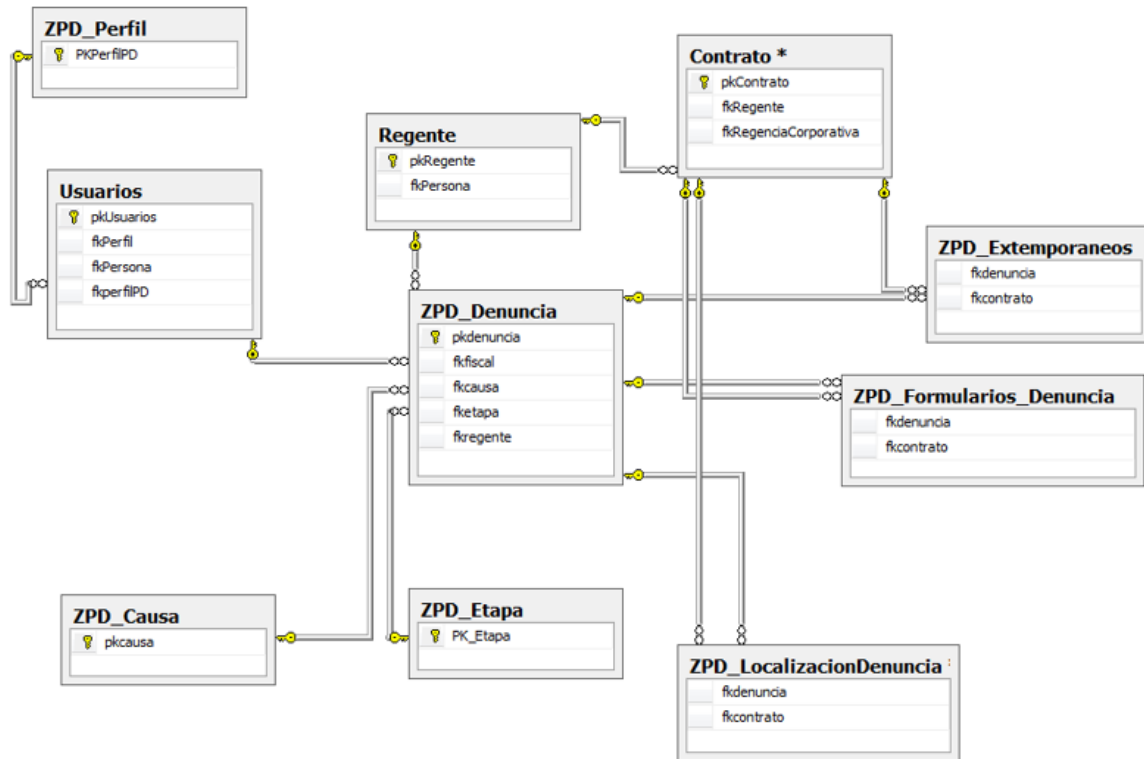 ZPD_Perfil
PKPerfilPD
Contrato *
pkContrato
fkRegente
fkRegenciaCorporativa
Regente
pkRegente
fkPersona
Usuarios
pkUsuarios
fkPerfil
fkPersona
fkperfilPD
ZPD_Extemporaneos
fkdenuncia
fkcontrato
ZPD_Denuncia
pkdenuncia
fkfiscal
fkcausa
fketapa
fkregente
ZPD_Formularios_Denuncia
fkdenuncia
fkcontrato
ZPD_Causa
pkcausa
ZPD_Etapa
PK_Etapa
ZPD_LocalizacionDenuncia
fkdenuncia
fkcontrato